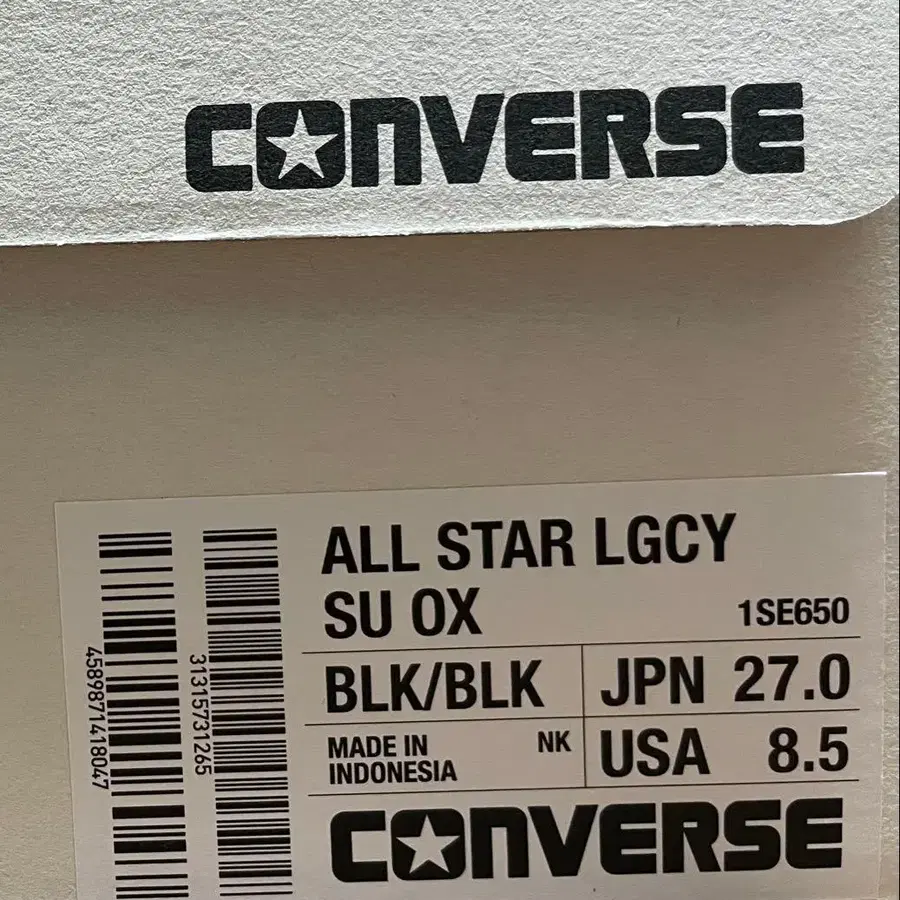 CONVERSE
ALL STAR LGCY
SU OX 1SE650
BLK/BLK JPN 27.0
MADE IN INDONESIA NK USA 8.5
CONVERSE
4589871418047
31315731265